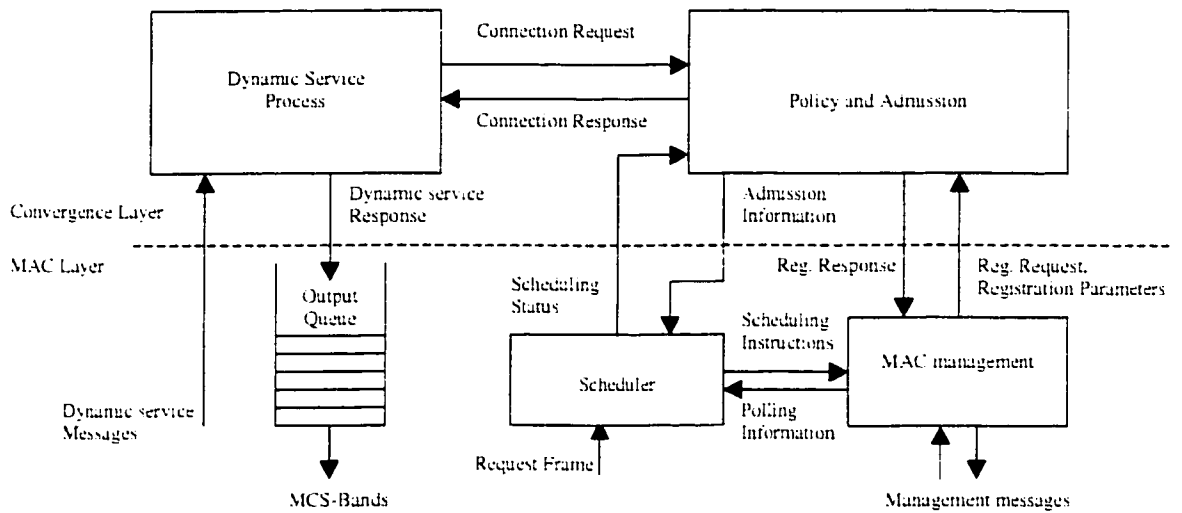 Connection Request
Dynamic Service
Process
Policy and Admission
Connection Response
Dynamic service
Response
Admission
Information
Convergence Layer
MAC Layer
Reg. Response
Reg. Request,
Registration Parameters
Output
Queue
Scheduling
Status
Scheduling
Instructions
MAC management
Scheduler
Dynamic service
Messages
Polling
Information
Request Frame
MCS-Bands
Management messages